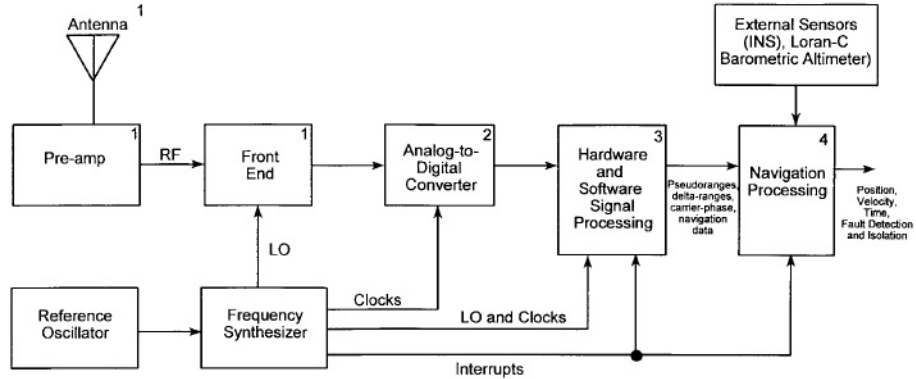 Antenna
1
External Sensors
(INS), Loran-C
Barometric Altimeter)
1
Pre-amp
RF
1
Front
End
2
Analog-to-
Digital
Converter
3
Hardware
and
Software
Signal
Processing
Pseudoranges,
delta-ranges,
carrier-phase,
navigation
data
4
Navigation
Processing
Position,
Velocity,
Time,
Fault Detection
and Isolation
LO
Reference
Oscillator
Frequency
Synthesizer
Clocks
LO and Clocks
Interrupts